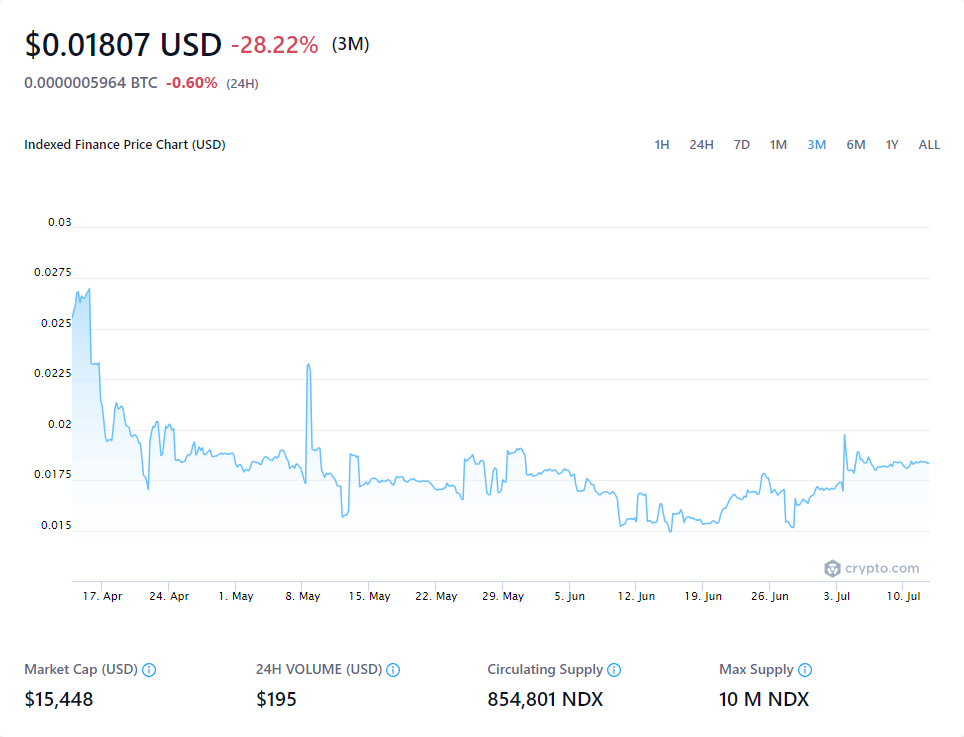 $0.01807 USD -28.22% (3M)
0.0000005964 BTC -0.60% (24H)
Indexed Finance Price Chart (USD)
1H 24H 7D 1M 3M 6M 1Y ALL
0.03
0.0275
0.025
0.0225
0.02
0.0175
0.015
crypto.com
17. Apr 24. Apr 1. May 8. May 15. May 22. May 29. May 5. Jun 12. Jun 19. Jun 26. Jun 3. Jul 10. Jul
Market Cap (USD) 24H VOLUME (USD) Circulating Supply Max Supply
$15,448 $195 854,801 NDX 10 M NDX